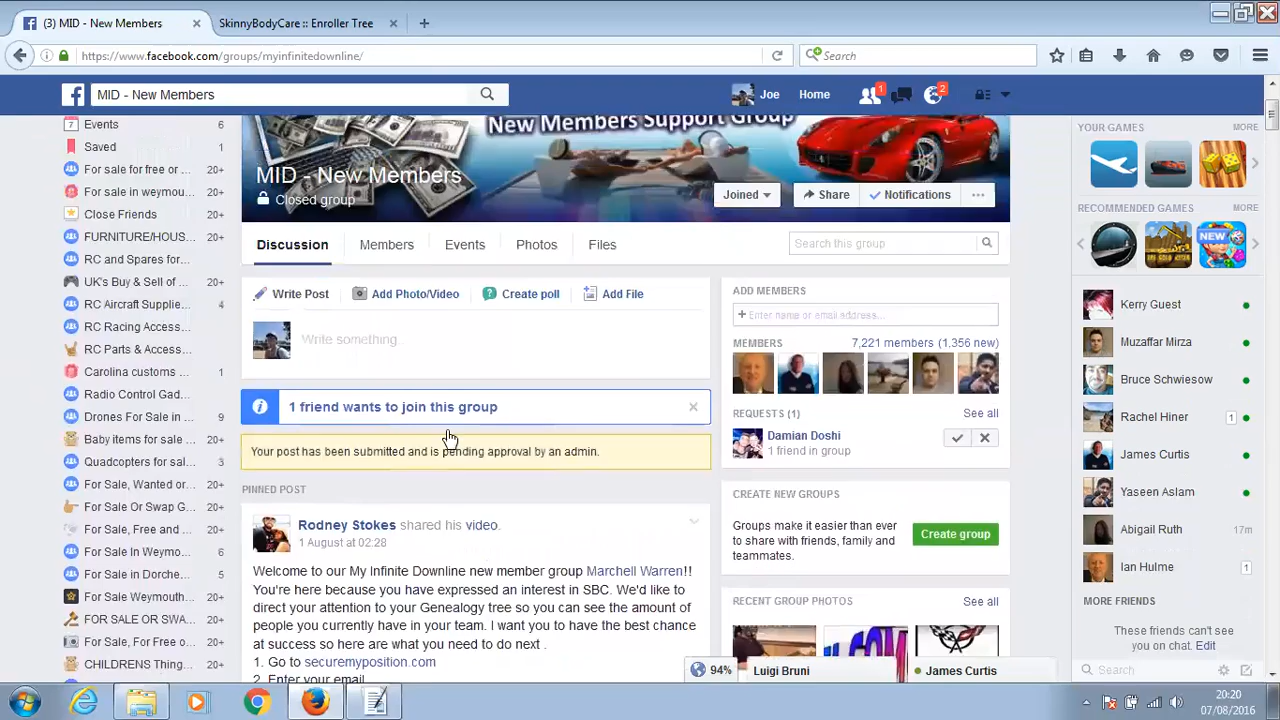 (3) MID - New Members
SkinnyBodyCare :: Enroller Tree
https://www.facebook.com/groups/myinfinitedownline/
Search
MID - New Members
Joe
Home
1
2
Events 6
Saved 1
For sale for free or ... 20+
For sale in weymou... 20+
Close Friends 20+
FURNITURE/HOUS... 20+
RC and Spares for... 20+
UK's Buy & Sell of ... 20+
RC Aircraft Supplie... 20+
RC Racing Access... 20+
RC Parts & Access... 20+
Carolina customs ... 1
Radio Control Gad... 20+
Drones For Sale in ... 9
Baby items for sale ... 20+
Quadcopters for sal... 3
For Sale, Wanted or... 20+
For Sale Or Swap G... 20+
For Sale, Free and ... 20+
For Sale In Weymo... 6
For Sale in Dorche... 5
For Sale Weymouth... 20+
FOR SALE OR SWA... 20+
For Sale, For Free o... 20+
CHILDRENS Thing... 20+
New Members Support Group
MID - New Members
Closed group
Joined
Share
Notifications
Discussion
Members
Events
Photos
Files
Search this group
Write Post
Add Photo/Video
Create poll
Add File
Write something
1 friend wants to join this group
Your post has been submitted and is pending approval by an admin.
PINNED POST
Rodney Stokes shared his video.
1 August at 02:28
Welcome to our My Infinite Downline new member group Marchell Warren!!
You're here because you have expressed an interest in SBC. We'd like to
direct your attention to your Genealogy tree so you can see the amount of
people you currently have in your team. I want you to have the best chance
at success so here are what you need to do next .
1. Go to securemyposition.com
2. Enter your email
ADD MEMBERS
+ Enter name or email address...
MEMBERS 7,221 members (1,356 new)
REQUESTS (1) See all
Damian Doshi
1 friend in group
CREATE NEW GROUPS
Groups make it easier than ever
to share with friends, family and
teammates.
Create group
RECENT GROUP PHOTOS See all
94%
Luigi Bruni
James Curtis
YOUR GAMES MORE
RECOMMENDED GAMES MORE
NEW
Kerry Guest
Muzaffar Mirza
Bruce Schwiesow
Rachel Hiner 1
James Curtis
Yaseen Aslam
Abigail Ruth 17m
Ian Hulme 1
MORE FRIENDS
These friends can't see
you on chat. Edit
Search
20:20
07/08/2016